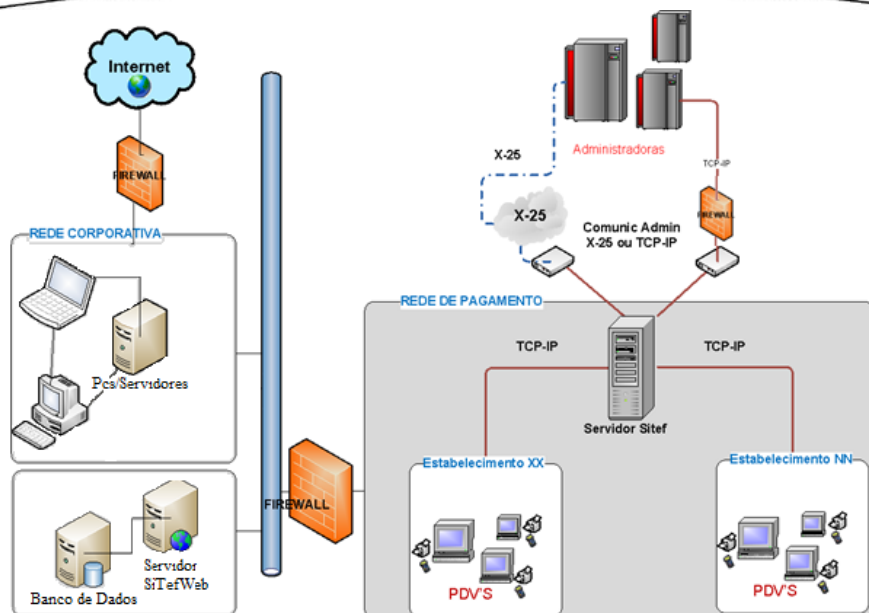 Internet
FIREWALL
REDE CORPORATIVA
Pcs/Servidores
Banco de Dados
Servidor
SiTefWeb
FIREWALL
X-25
X-25
Administradoras
TCP-IP
FIREWALL
Comunic Admin
X-25 ou TCP-IP
REDE DE PAGAMENTO
TCP-IP
TCP-IP
Servidor Sitef
Estabelecimento XX
PDV'S
Estabelecimento NN
PDV'S